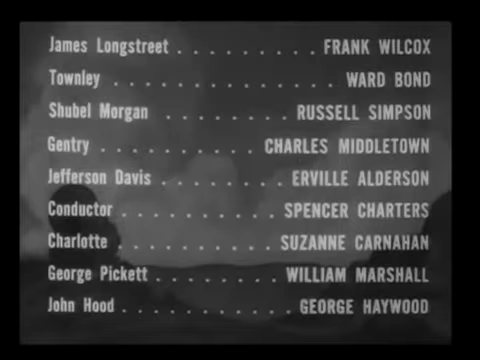 James Longstreet . . . . . . . . . FRANK WILCOX
Townley . . . . . . . . . . . . . . . WARD BOND
Shubel Morgan . . . . . . . . RUSSELL SIMPSON
Gentry . . . . . . . . . . CHARLES MIDDLETOWN
Jefferson Davis . . . . . . . . ERVILLE ALDERSON
Conductor . . . . . . . . . . SPENCER CHARTERS
Charlotte . . . . . . . . . . SUZANNE CARNAHAN
George Pickett . . . . . . . . WILLIAM MARSHALL
John Hood . . . . . . . . . . . GEORGE HAYWOOD